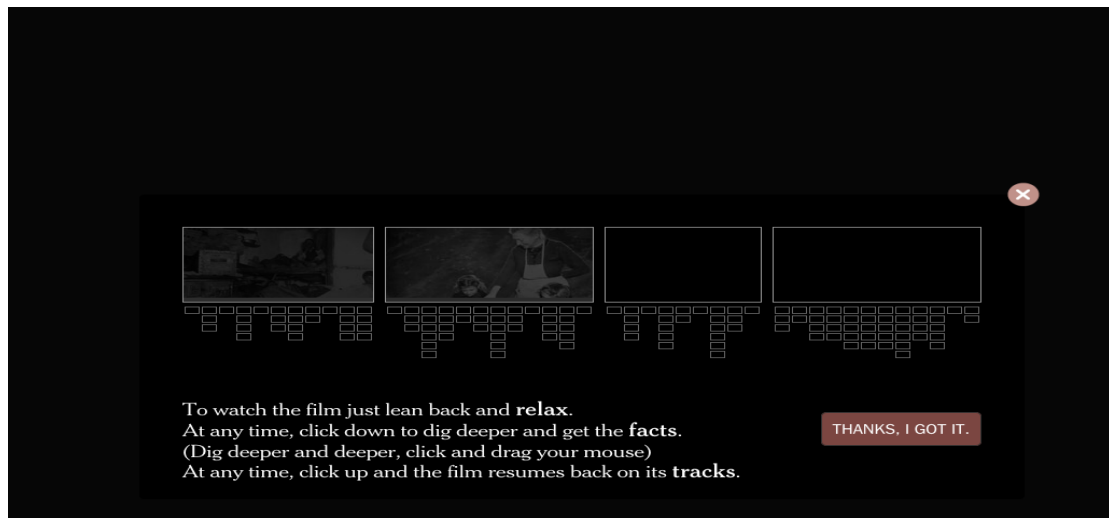 To watch the film just lean back and relax.
At any time, click down to dig deeper and get the facts.
(Dig deeper and deeper, click and drag your mouse)
At any time, click up and the film resumes back on its tracks.
THANKS, I GOT IT.